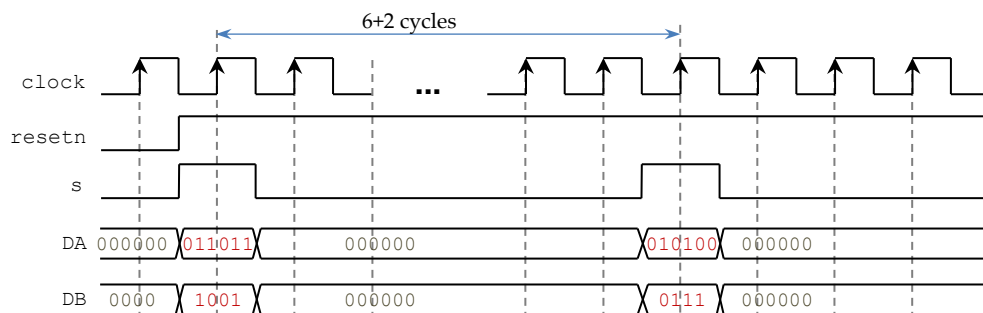 6+2 cycles
clock ...
resetn
s
DA 000000 011011 000000 010100 000000
DB 0000 1001 000000 0111 000000